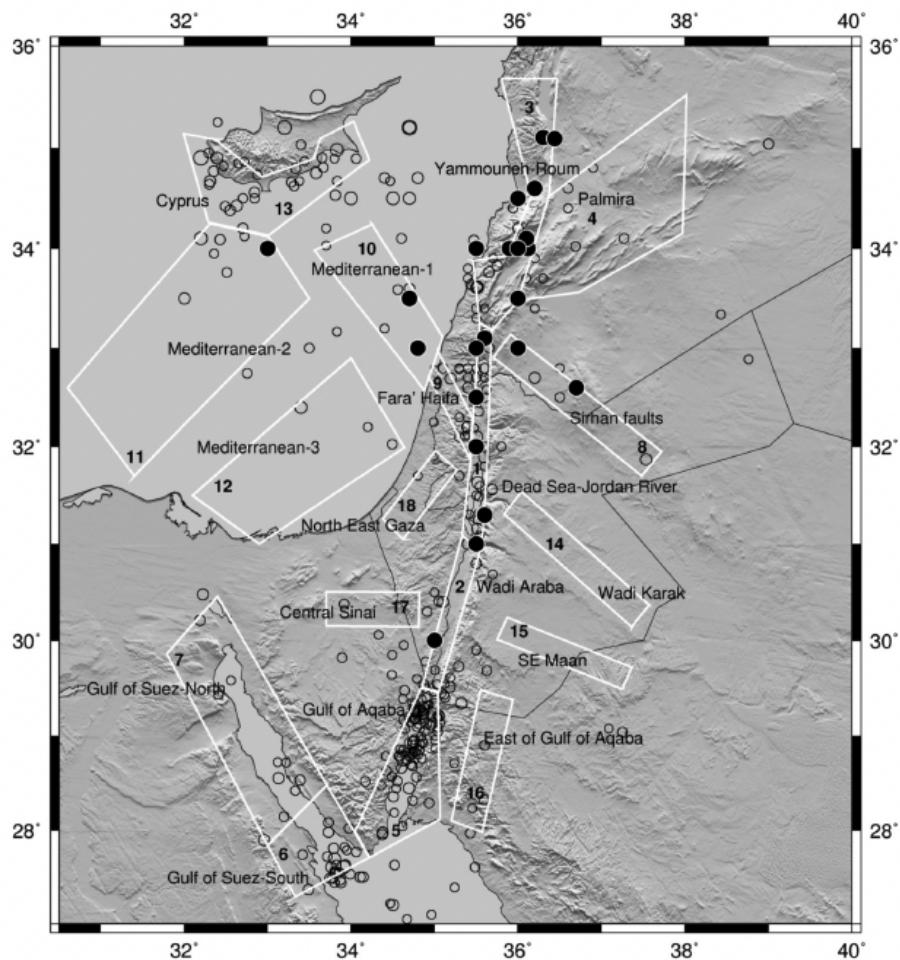 32˚ 34˚ 36˚ 38˚ 40˚
36˚ 36˚
3
Yammouneh-Roum
Palmira
4
Cyprus
13
34˚ 34˚
10
Mediterranean-1
Mediterranean-2
9
Fara' Haifa
Sirhan faults
8
32˚ 32˚
Mediterranean-3
11
1
12
Dead Sea-Jordan River
18
North East Gaza
14
2
Wadi Araba
Wadi Karak
Central Sinai
17
15
30˚ 30˚
SE Maan
7
Gulf of Suez-North
Gulf of Aqaba
East of Gulf of Aqaba
16
28˚ 28˚
5
6
Gulf of Suez-South
32˚ 34˚ 36˚ 38˚ 40˚